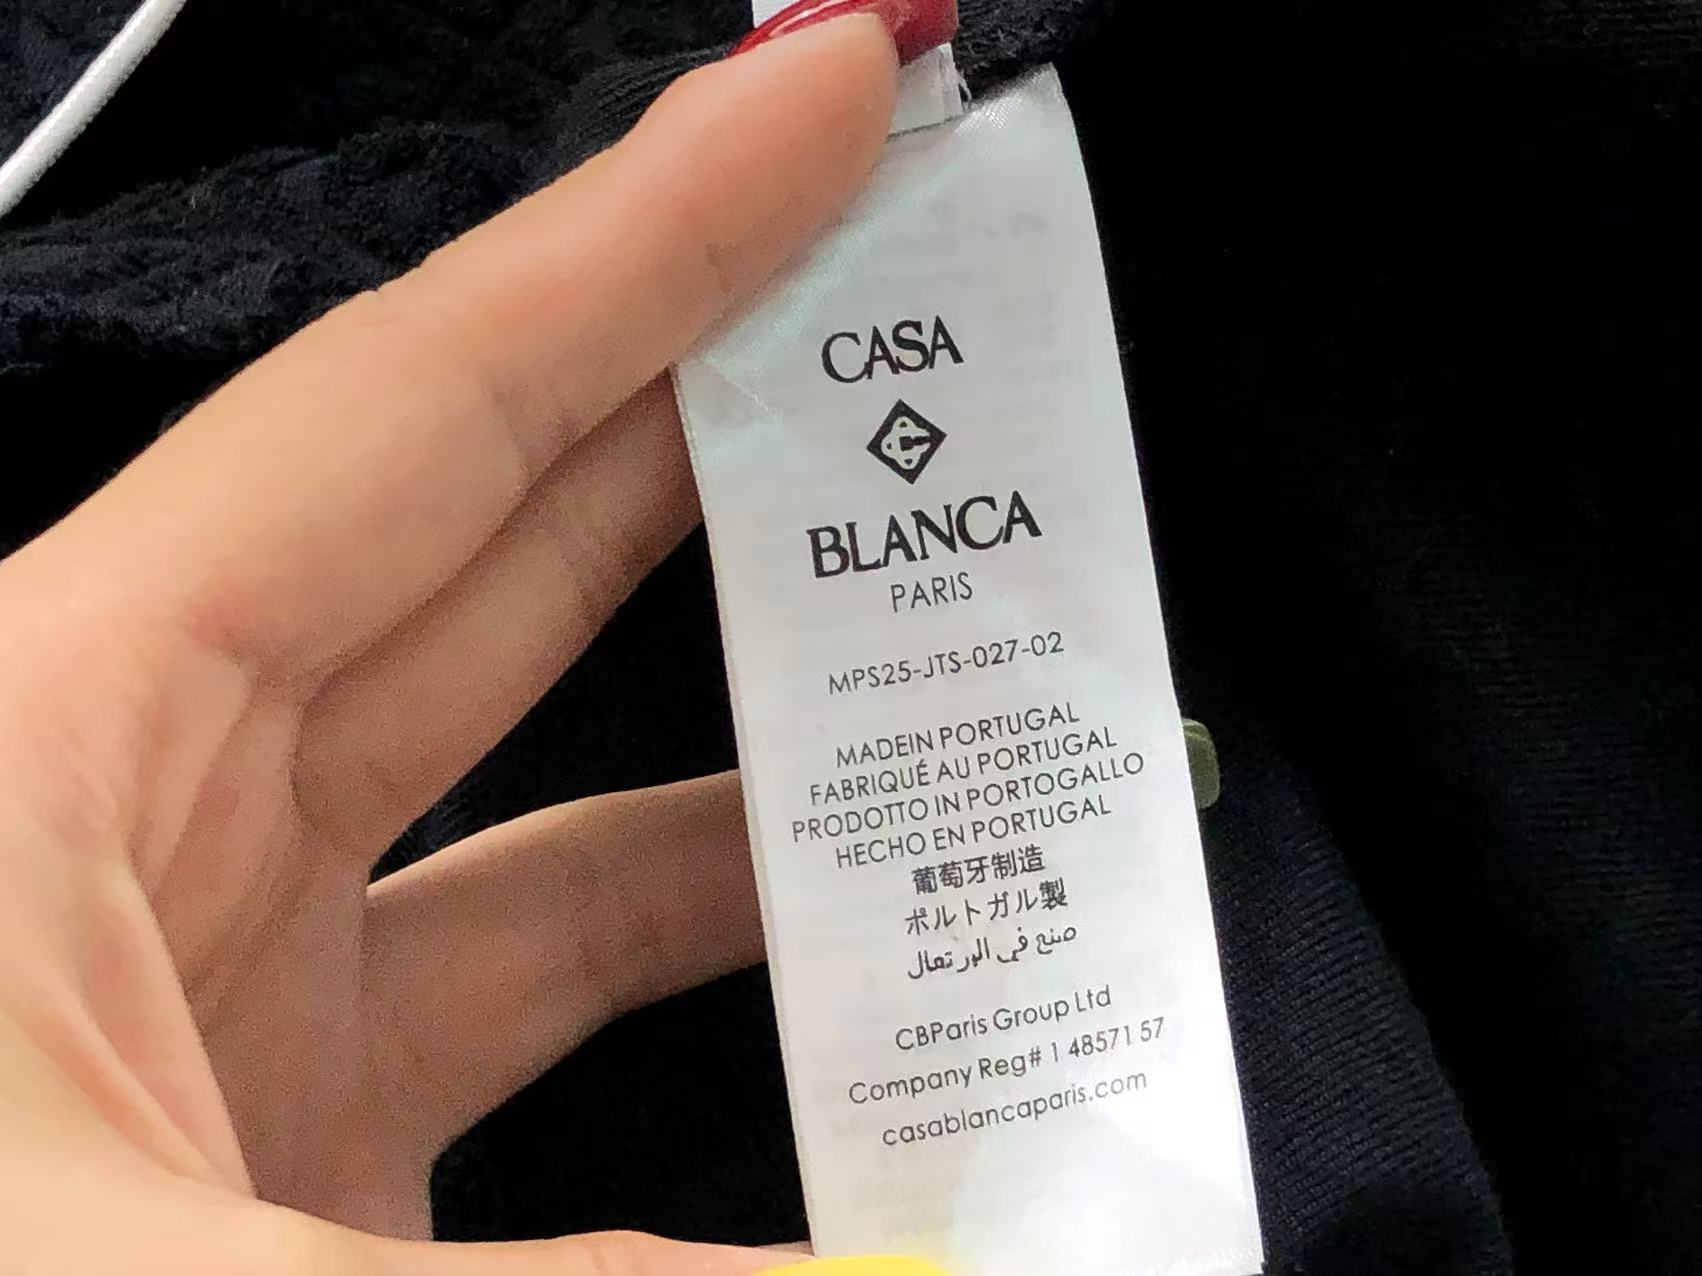 CASA
BLANCA
PARIS
MPS25-JTS-027-02
MADEIN PORTUGAL
FABRIQUÉ AU PORTUGAL
PRODOTTO IN PORTOGALLO
HECHO EN PORTUGAL
葡萄牙制造
ポルトガル製
صنع في الور تعال
CBParis Group Ltd
Company Reg# 1 48571 57
casablancaparis.com